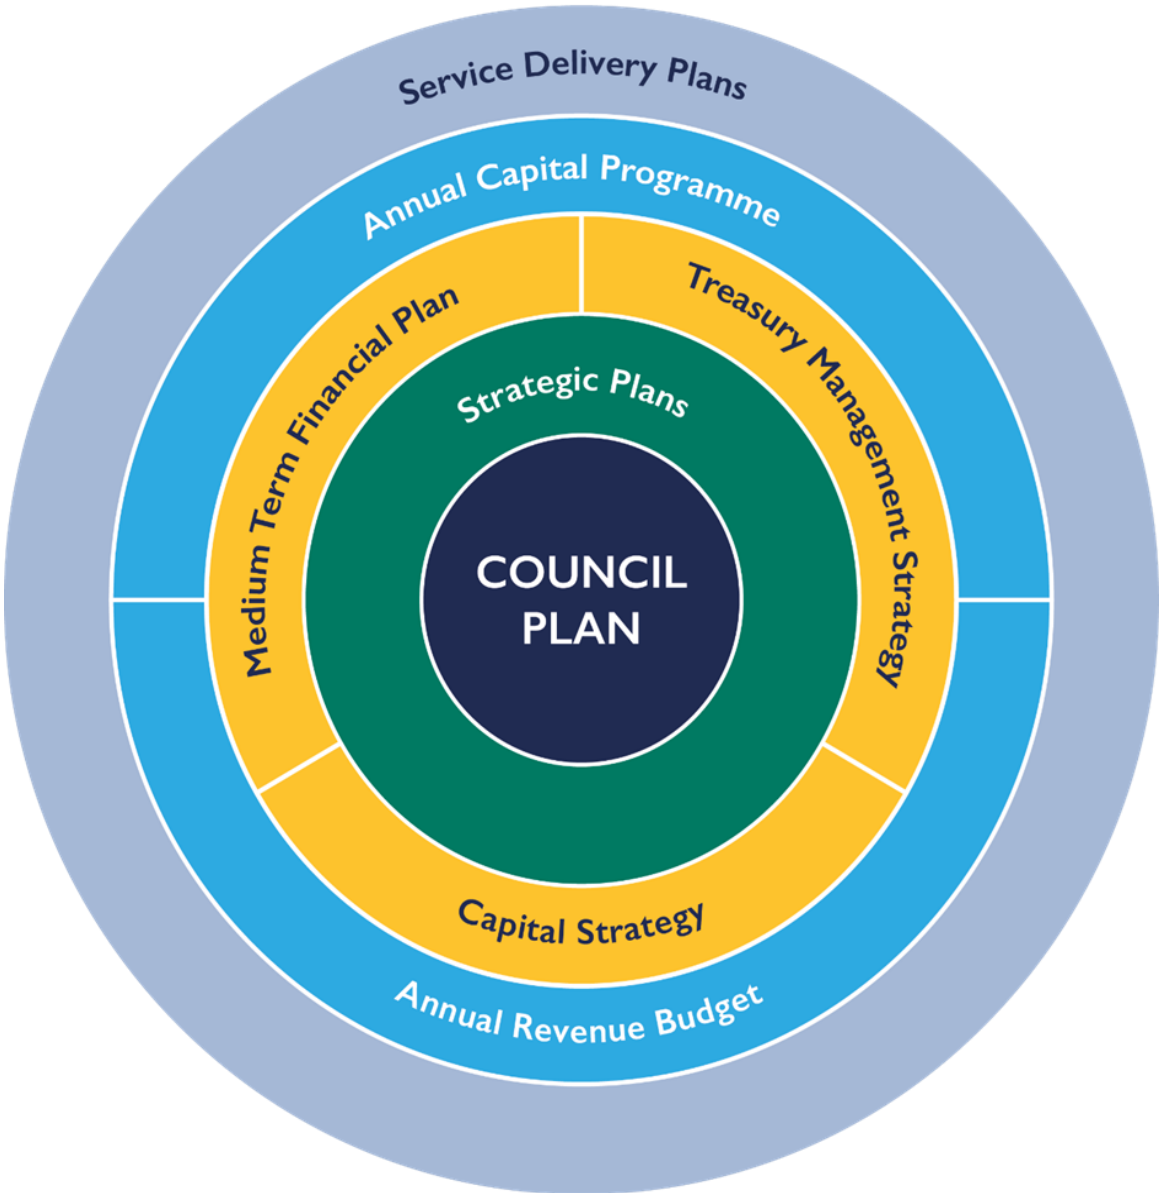 Service Delivery Plans
Annual Capital Programme
Medium Term Financial Plan
Treasury Management Strategy
Strategic Plans
COUNCIL
PLAN
Capital Strategy
Annual Revenue Budget